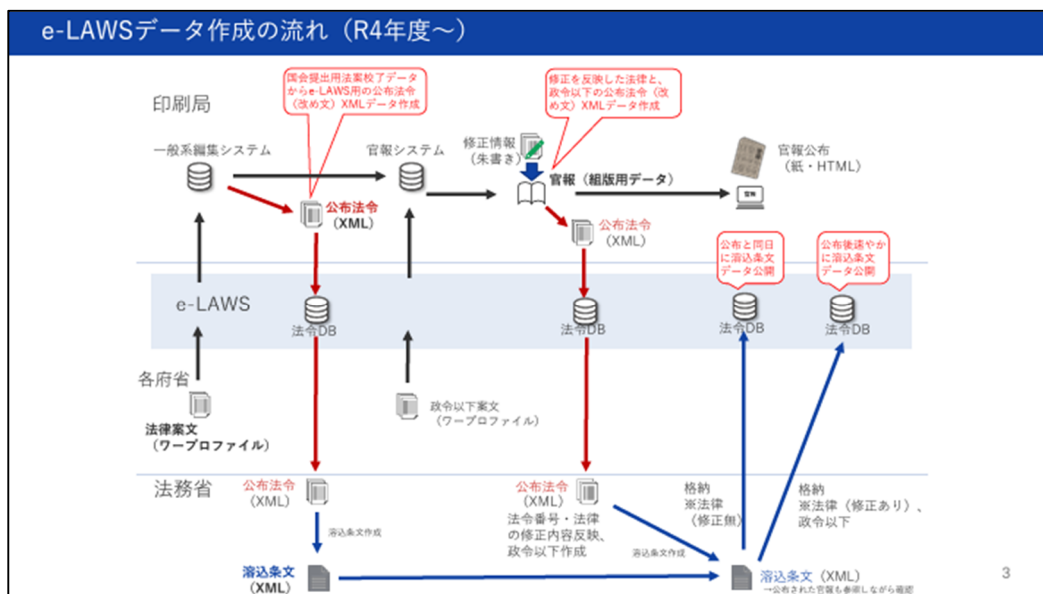 e-LAWSデータ作成の流れ（R4年度～）
国会提出用法案校了データ
からe-LAWS用の公布法令
（改め文）XMLデータ作成
修正を反映した法律と、
政令以下の公布法令（改
め文）XMLデータ作成
印刷局
一般系編集システム
官報システム
修正情報
（朱書き）
官報公布
（紙・HTML）
官報（組版用データ）
官報
公布法令
（XML）
公布法令
（XML）
公布と同日
に溶込条文
データ公開
公布後速やか
に溶込条文
データ公開
e-LAWS
法令DB
法令DB
法令DB
法令DB
各府省
法律案文
（ワープロファイル）
政令以下案文
（ワープロファイル）
法務省
公布法令
（XML）
公布法令
（XML）
法令番号・法律
の修正内容反映、
政令以下作成
格納
※法律
（修正無）
格納
※法律（修正あり）、
政令以下
溶込条文作成
溶込条文作成
溶込条文
（XML）
溶込条文（XML）
→公布された官報も参照しながら確認
3